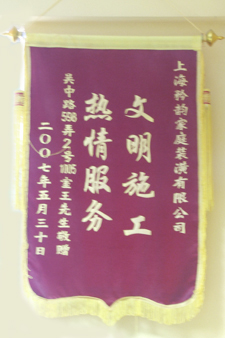 上海矜韵家庭装潢有限公司
文明施工
热情服务
吴中路598弄2号1005室王先生敬赠
二00七年五月三十日